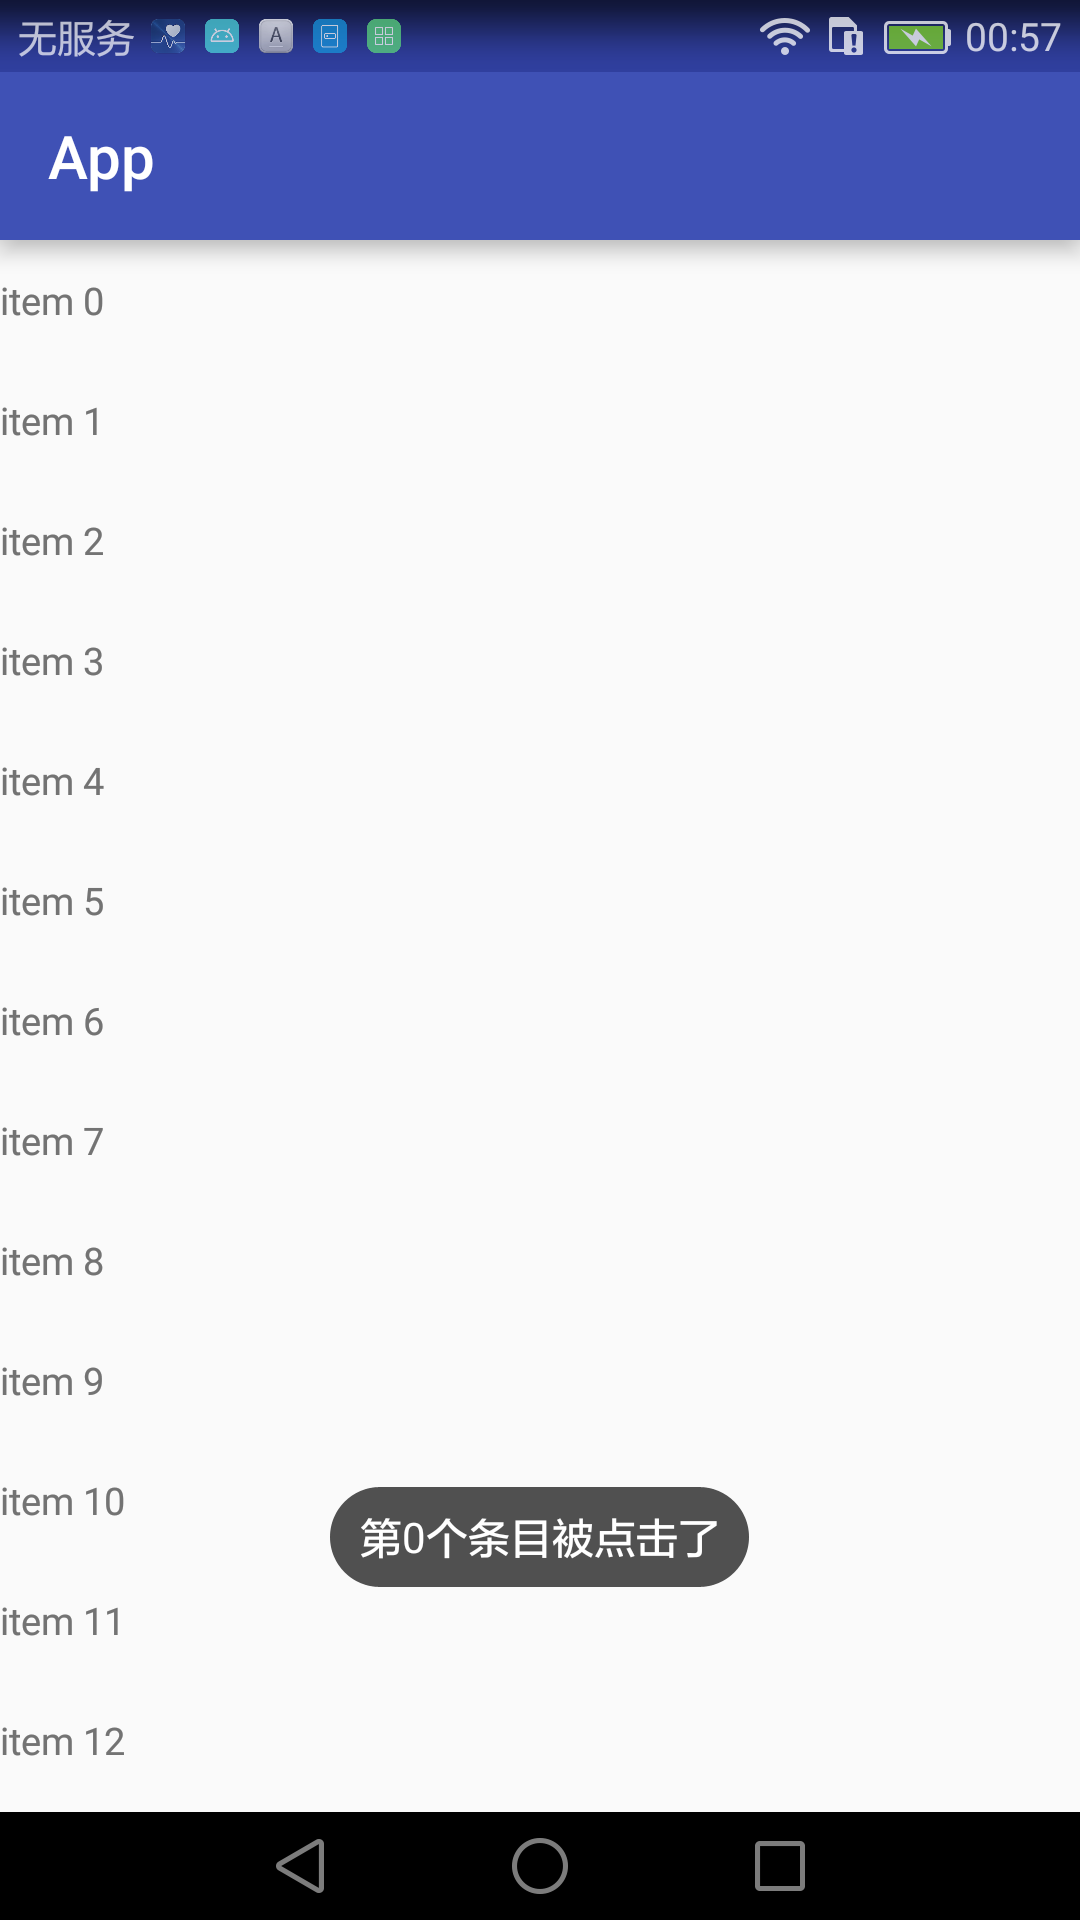 无服务 A 00:57
App
item 0
item 1
item 2
item 3
item 4
item 5
item 6
item 7
item 8
item 9
item 10
第0个条目被点击了
item 11
item 12